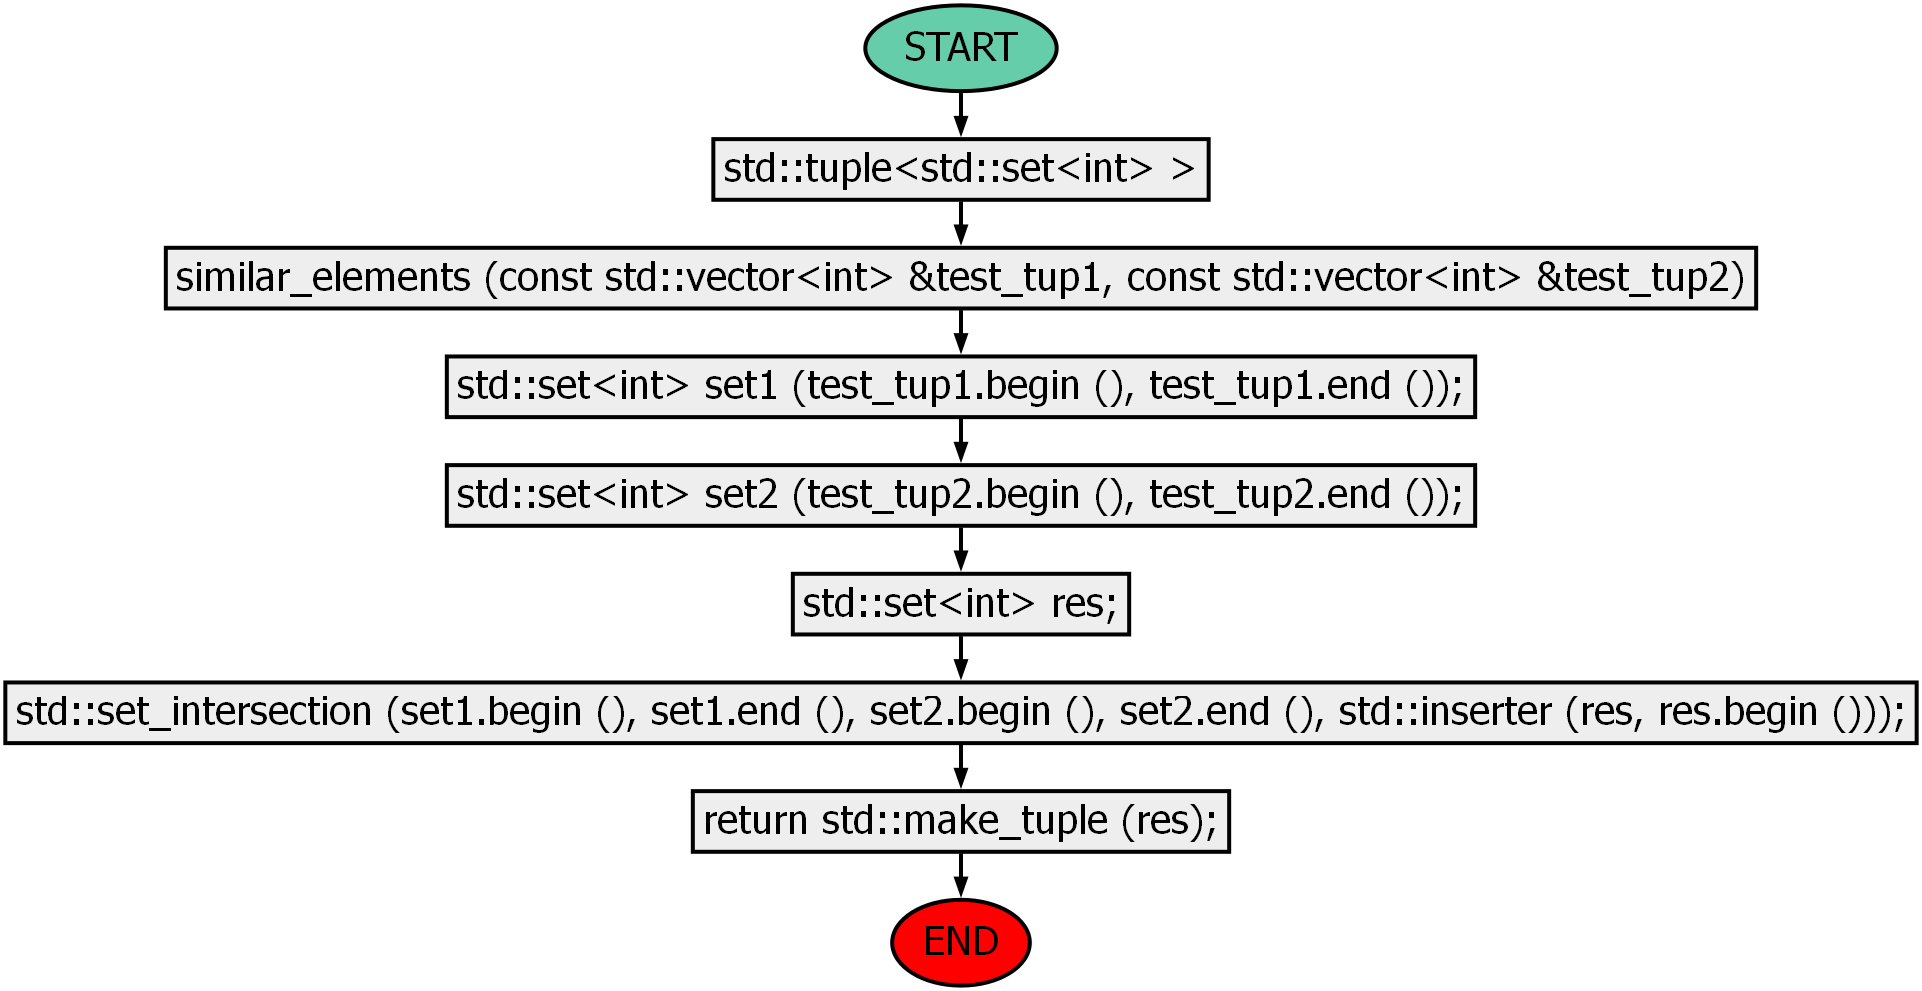 START
std::tuple<std::set<int> >
similar_elements (const std::vector<int> &test_tup1, const std::vector<int> &test_tup2)
std::set<int> set1 (test_tup1.begin (), test_tup1.end ());
std::set<int> set2 (test_tup2.begin (), test_tup2.end ());
std::set<int> res;
std::set_intersection (set1.begin (), set1.end (), set2.begin (), set2.end (), std::inserter (res, res.begin ()));
return std::make_tuple (res);
END